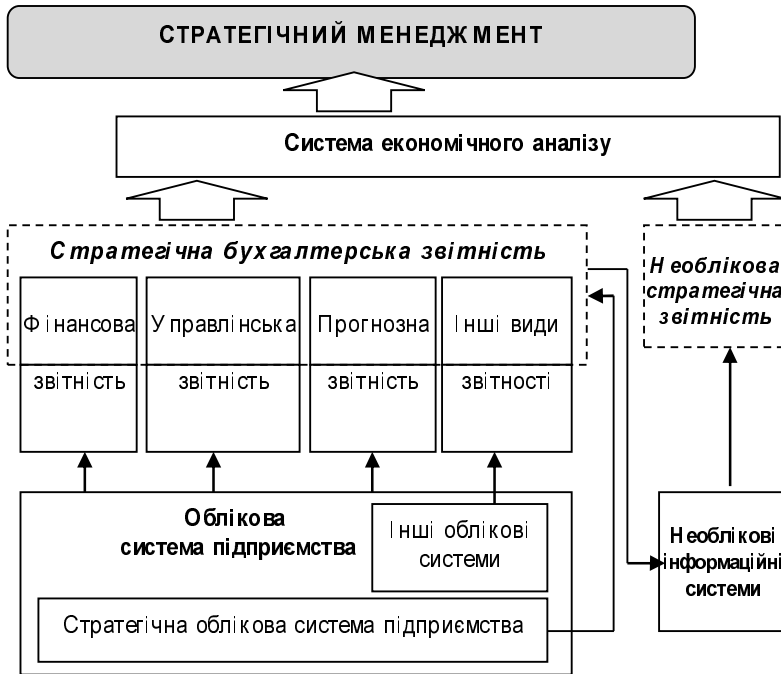 СТРАТЕГІЧНИЙ МЕНЕДЖМЕНТ
Система економічного аналізу
Стратегічна бухгалтерська звітність
Фінансова
звітність
Управлінська
звітність
Прогнозна
звітність
Інші види
звітності
Необлікова
стратегічна
звітність
Облікова
система підприємства
Інші облікові
системи
Стратегічна облікова система підприємства
Необлікові
інформаційні
системи